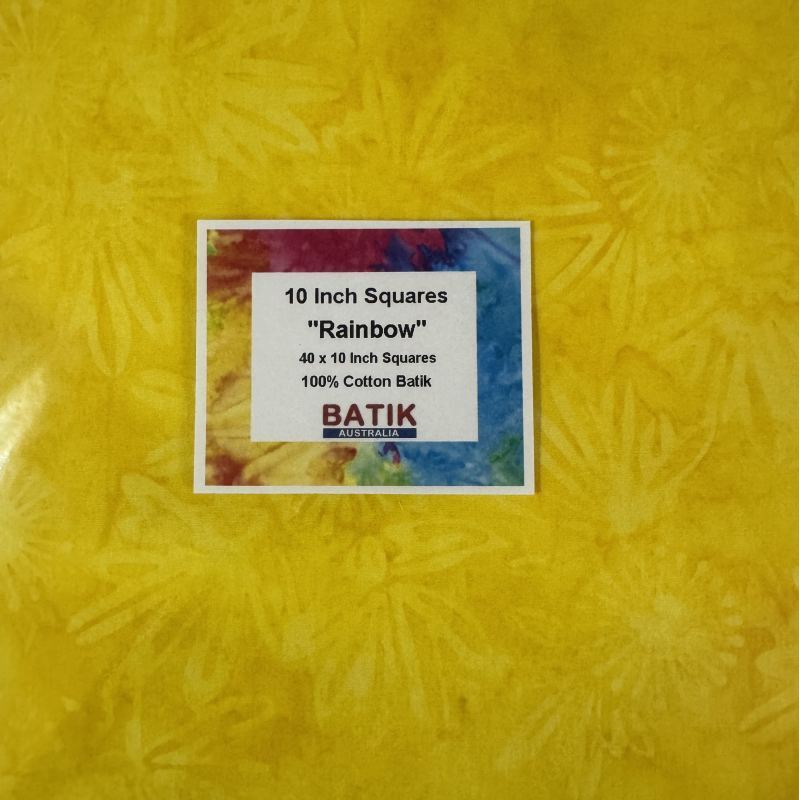 10 Inch Squares
"Rainbow"
40 x 10 Inch Squares
100% Cotton Batik
BATIK
AUSTRALIA